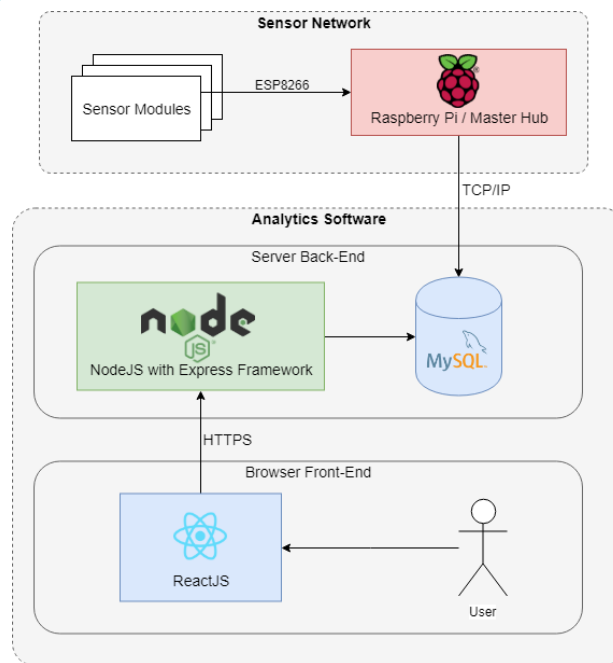 Sensor Network
Sensor Modules
ESP8266
Raspberry Pi / Master Hub
TCP/IP
Analytics Software
Server Back-End
node
JS
NodeJS with Express Framework
MySQL
HTTPS
Browser Front-End
ReactJS
User